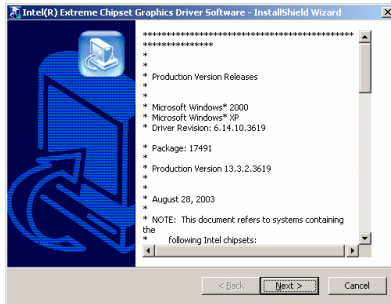 Intel(R) Extreme Chipset Graphics Driver Software - InstallShield Wizard
************************************************
****************
*
*
* Production Version Releases
*
*
* Microsoft Windows* 2000
* Microsoft Windows* XP
* Driver Revision: 6.14.10.3619
*
* Package: 17491
*
* Production Version 13.3.2.3619
*
*
* August 28, 2003
*
* NOTE: This document refers to systems containing
the
* following Intel chipsets:
< Back
Next >
Cancel